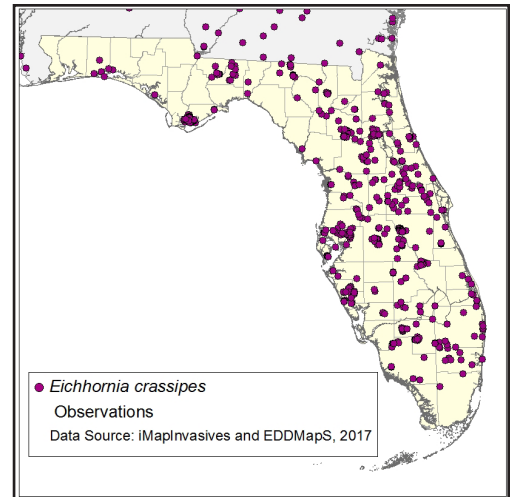 Eichhornia crassipes
Observations
Data Source: iMapInvasives and EDDMapS, 2017